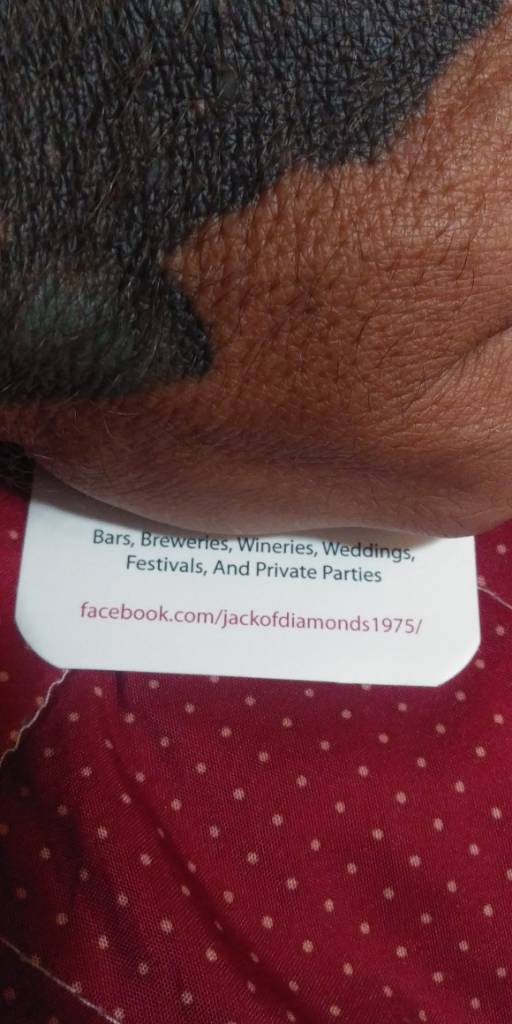 Bars, Breweries, Wineries, Weddings,
Festivals, And Private Parties
facebook.com/jackofdiamonds1975/